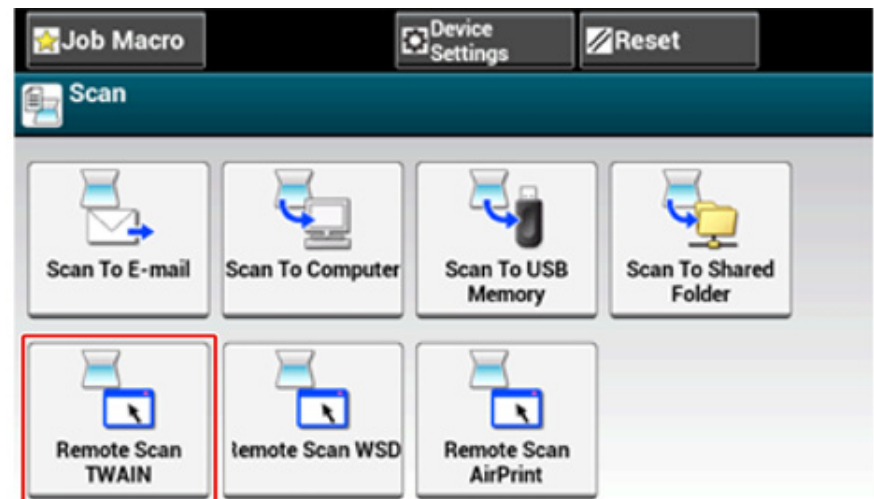 Job Macro
Device
Settings
Reset
Scan
Scan To E-mail
Scan To Computer
Scan To USB
Memory
Scan To Shared
Folder
Remote Scan
TWAIN
Remote Scan WSD
Remote Scan
AirPrint